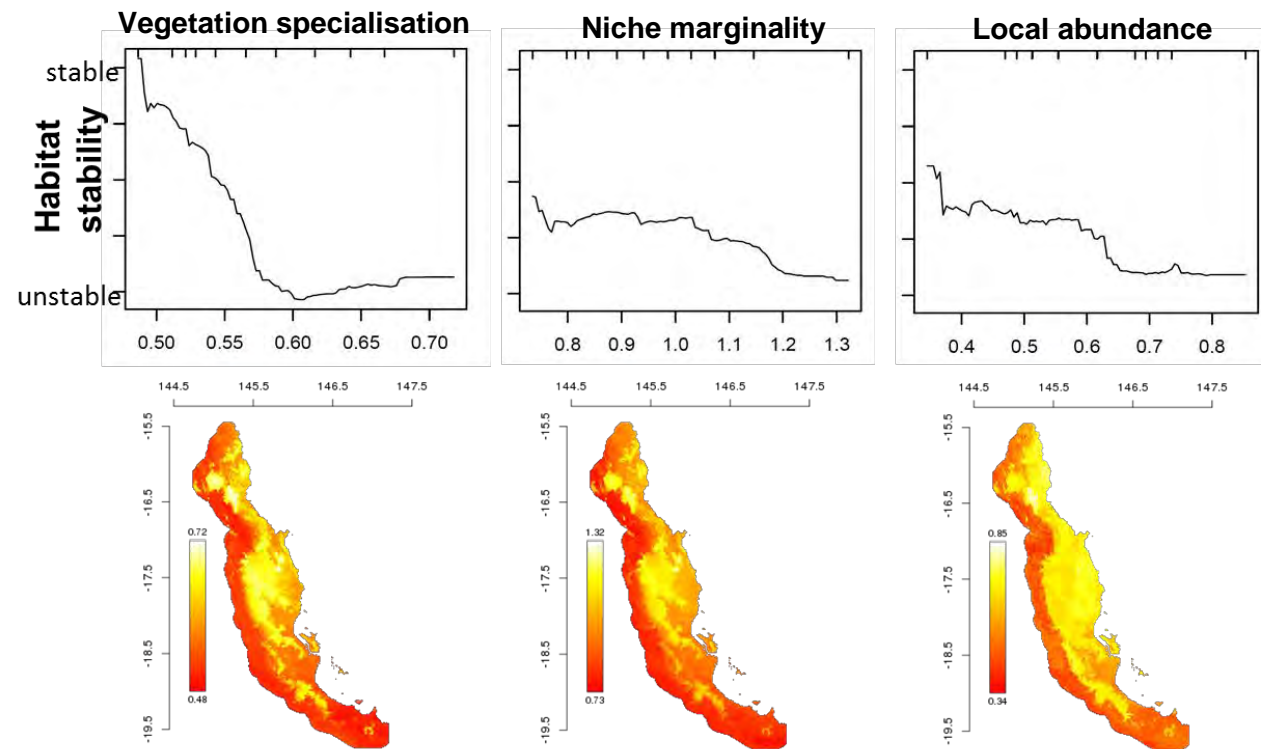 Vegetation specialisation
Niche marginality
Local abundance
stable
unstable
Habitat
stability
0.50 0.55 0.60 0.65 0.70
0.8 0.9 1.0 1.1 1.2 1.3
0.4 0.5 0.6 0.7 0.8
144.5 145.5 146.5 147.5
144.5 145.5 146.5 147.5
144.5 145.5 146.5 147.5
-15.5
-16.5
-17.5
-18.5
-19.5
0.72
0.48
-15.5
-16.5
-17.5
-18.5
-19.5
1.32
0.73
-15.5
-16.5
-17.5
-18.5
-19.5
0.85
0.34